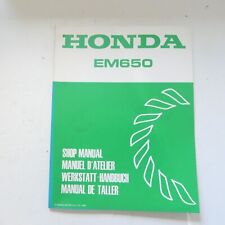 HONDA
EM650
SHOP MANUAL
MANUEL D'ATELIER
WERKSTATT-HANDBUCH
MANUAL DE TALLER